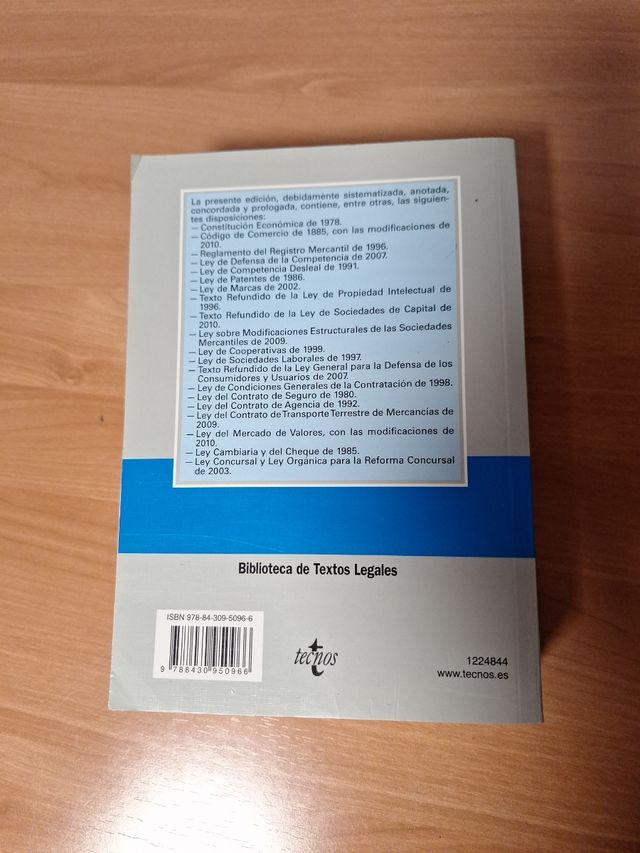 La presente edición, debidamente sistematizada, anotada,
concordada y prologada, contiene, entre otras, las siguien-
tes disposiciones:
— Constitución Económica de 1978.
— Código de Comercio de 1885, con las modificaciones de
2010.
— Reglamento del Registro Mercantil de 1996.
— Ley de Defensa de la Competencia de 2007.
— Ley de Competencia Desleal de 1991.
— Ley de Patentes de 1986.
— Ley de Marcas de 2002.
— Texto Refundido de la Ley de Propiedad Intelectual de
1996.
— Texto Refundido de la Ley de Sociedades de Capital de
2010.
— Ley sobre Modificaciones Estructurales de las Sociedades
Mercantiles de 2009.
— Ley de Cooperativas de 1999.
— Ley de Sociedades Laborales de 1997.
— Texto Refundido de la Ley General para la Defensa de los
Consumidores y Usuarios de 2007.
— Ley de Condiciones Generales de la Contratación de 1998.
— Ley del Contrato de Seguro de 1980.
— Ley del Contrato de Agencia de 1992.
— Ley del Contrato de Transporte Terrestre de Mercancías de
2009.
— Ley del Mercado de Valores, con las modificaciones de
2010.
— Ley Cambiaria y del Cheque de 1985.
— Ley Concursal y Ley Orgánica para la Reforma Concursal
de 2003.
Biblioteca de Textos Legales
ISBN 978-84-309-5096-6
9 788430 950966
tecnos
1224844
www.tecnos.es